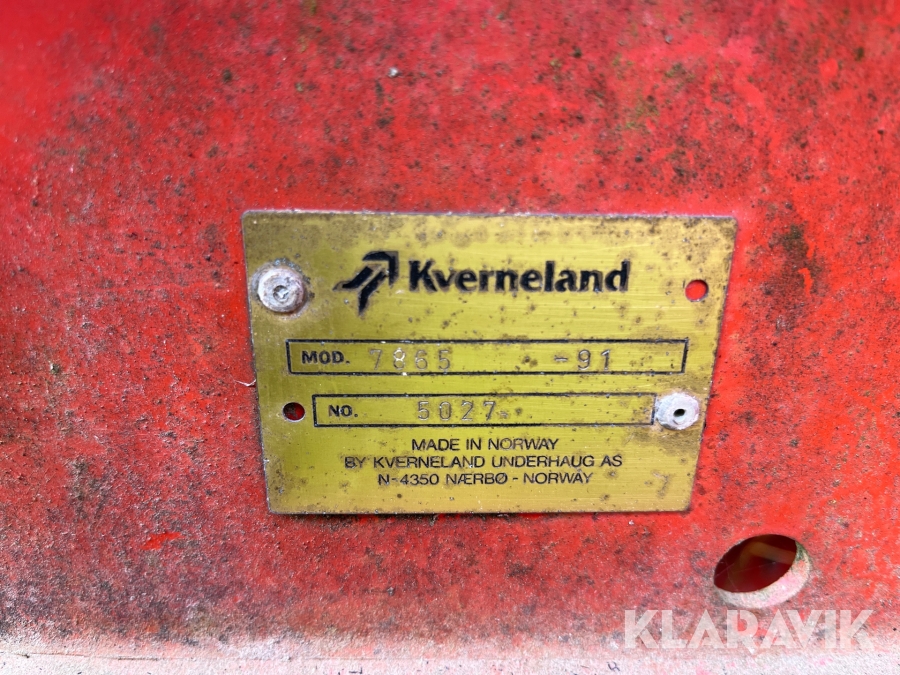 Kverneland
MOD. 7865 -91
NO. 5027
MADE IN NORWAY
BY KVERNELAND UNDERHAUG AS
N-4350 NÆRBØ - NORWAY
KLARAVIK